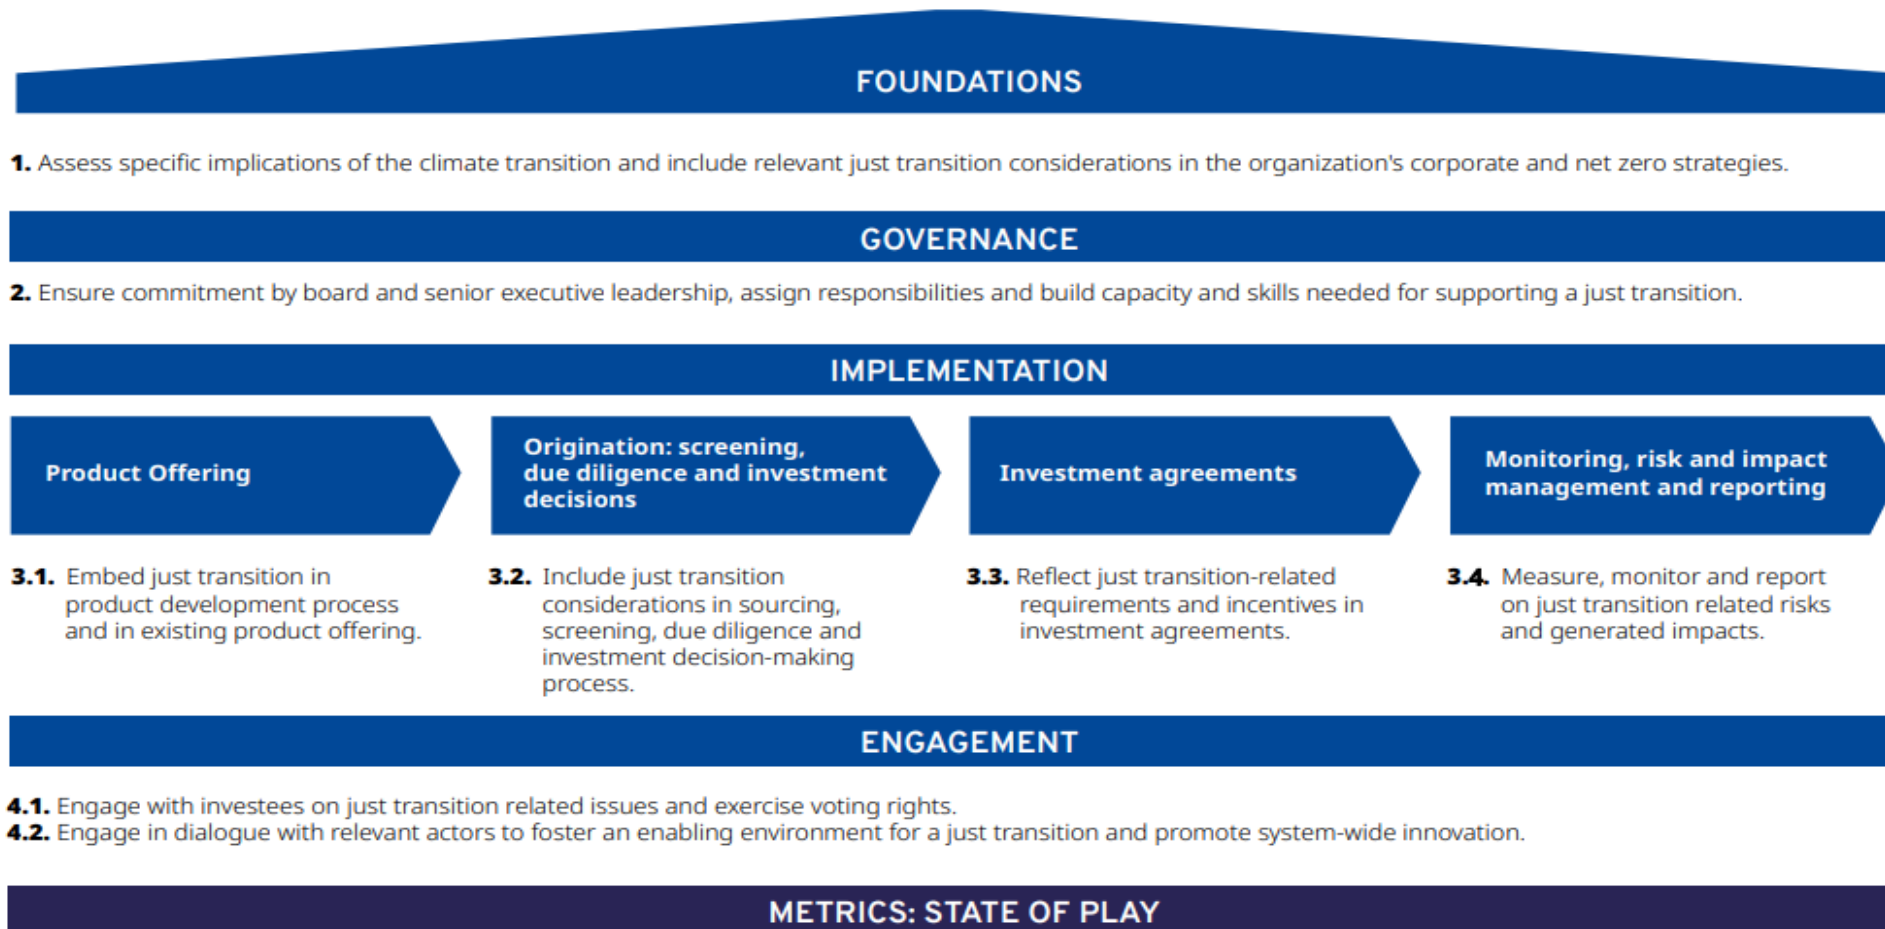 FOUNDATIONS
1. Assess specific implications of the climate transition and include relevant just transition considerations in the organization's corporate and net zero strategies.
GOVERNANCE
2. Ensure commitment by board and senior executive leadership, assign responsibilities and build capacity and skills needed for supporting a just transition.
IMPLEMENTATION
Product Offering
Origination: screening,
due diligence and investment
decisions
Investment agreements
Monitoring, risk and impact
management and reporting
3.1. Embed just transition in
product development process
and in existing product offering.
3.2. Include just transition
considerations in sourcing,
screening, due diligence and
investment decision-making
process.
3.3. Reflect just transition-related
requirements and incentives in
investment agreements.
3.4. Measure, monitor and report
on just transition related risks
and generated impacts.
ENGAGEMENT
4.1. Engage with investees on just transition related issues and exercise voting rights.
4.2. Engage in dialogue with relevant actors to foster an enabling environment for a just transition and promote system-wide innovation.
METRICS: STATE OF PLAY